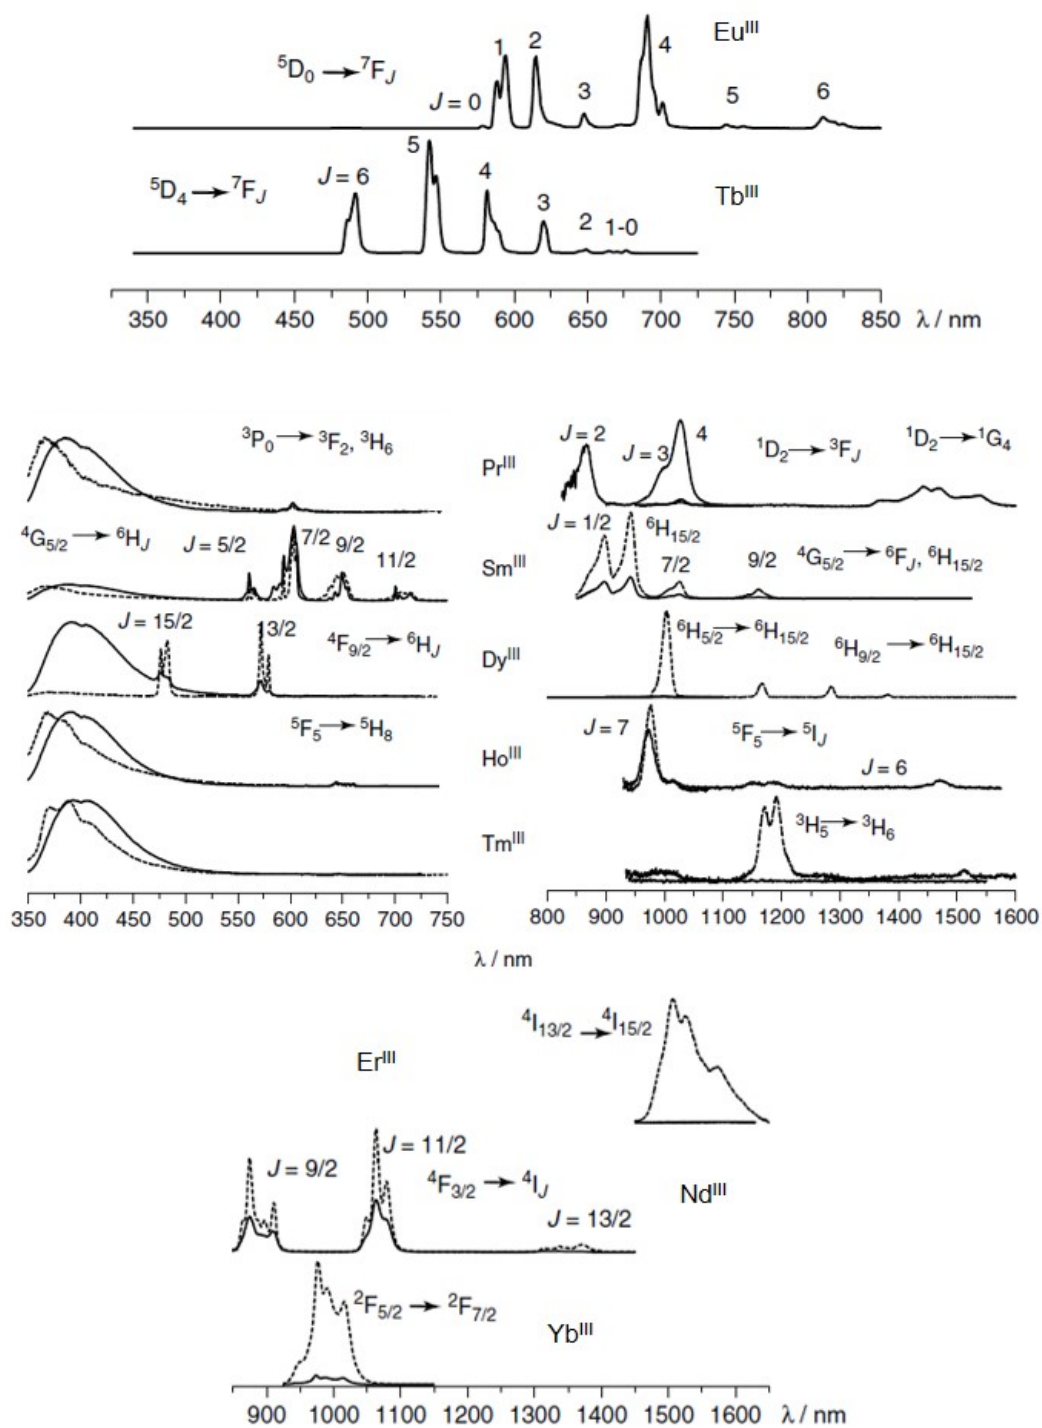 Eu^III
⁵D₀ → ⁷F_J
J = 0 1 2 3 4 5 6
Tb^III
⁵D₄ → ⁷F_J
J = 6 5 4 3 2 1-0
350 400 450 500 550 600 650 700 750 800 850 λ / nm
³P₀ → ³F₂, ³H₆
Pr^III
J = 2 J = 3 4
¹D₂ → ³F_J
¹D₂ → ¹G₄
⁴G₅/₂ → ⁶H_J
J = 5/2 7/2 9/2 11/2
Sm^III
J = 1/2 ⁶H₁₅/₂ 7/2 9/2
⁴G₅/₂ → ⁶F_J, ⁶H₁₅/₂
J = 15/2 13/2
⁴F₉/₂ → ⁶H_J
Dy^III
⁶H₅/₂ → ⁶H₁₅/₂
⁶H₉/₂ → ⁶H₁₅/₂
⁵F₅ → ⁵H₈
Ho^III
J = 7
⁵F₅ → ⁵I_J
J = 6
Tm^III
³H₅ → ³H₆
350 400 450 500 550 600 650 700 750
800 900 1000 1100 1200 1300 1400 1500 1600
λ / nm
⁴I₁₃/₂ → ⁴I₁₅/₂
Er^III
J = 9/2
J = 11/2
⁴F₃/₂ → ⁴I_J
J = 13/2
Nd^III
²F₅/₂ → ²F₇/₂
Yb^III
900 1000 1100 1200 1300 1400 1500 1600 λ / nm